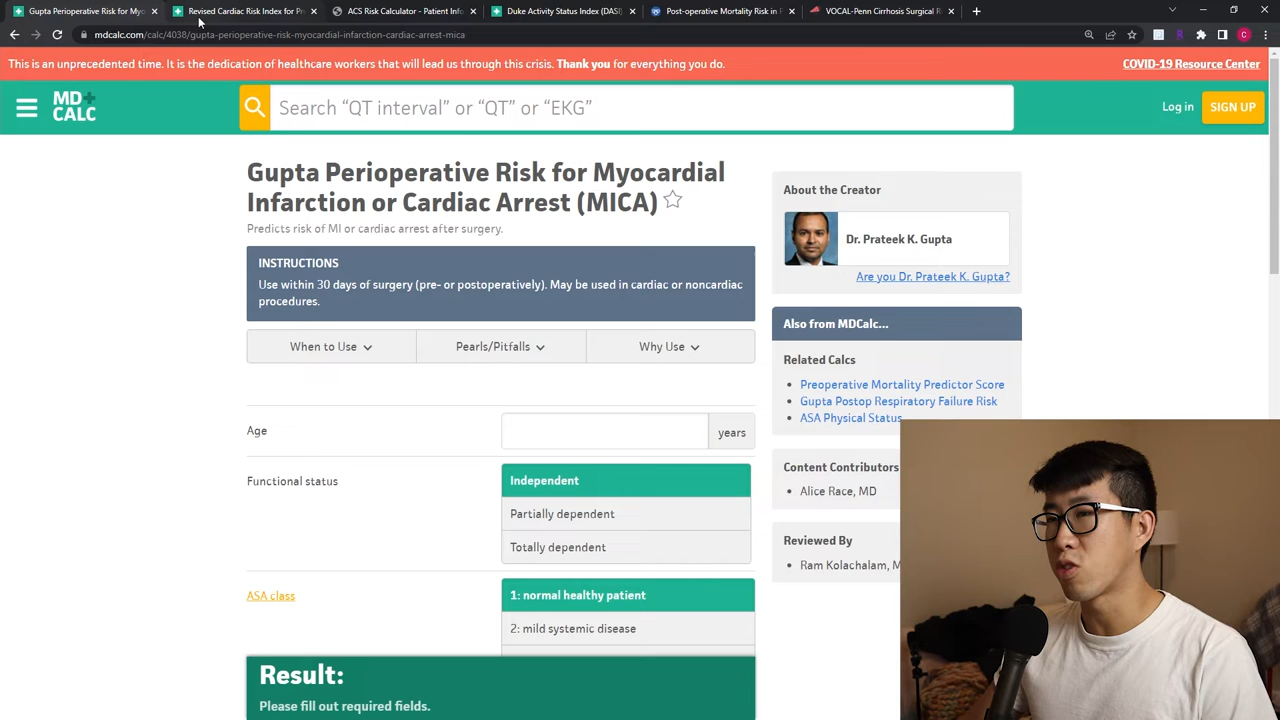 Gupta Perioperative Risk for Myo
Revised Cardiac Risk Index for Pr
ACS Risk Calculator - Patient Info
Duke Activity Status Index (DASI)
Post-operative Mortality Risk in
VOCAL-Penn Cirrhosis Surgical R
mdcalc.com/calc/4038/gupta-perioperative-risk-myocardial-infarction-cardiac-arrest-mica
C
This is an unprecedented time. It is the dedication of healthcare workers that will lead us through this crisis. Thank you for everything you do.
COVID-19 Resource Center
MD+
CALC
Search “QT interval” or “QT” or “EKG”
Log in
SIGN UP
Gupta Perioperative Risk for Myocardial
Infarction or Cardiac Arrest (MICA)
Predicts risk of MI or cardiac arrest after surgery.
INSTRUCTIONS
Use within 30 days of surgery (pre- or postoperatively). May be used in cardiac or noncardiac
procedures.
When to Use
Pearls/Pitfalls
Why Use
Age
years
Functional status
Independent
Partially dependent
Totally dependent
ASA class
1: normal healthy patient
2: mild systemic disease
Result:
Please fill out required fields.
About the Creator
Dr. Prateek K. Gupta
Are you Dr. Prateek K. Gupta?
Also from MDCalc...
Related Calcs
Preoperative Mortality Predictor Score
Gupta Postop Respiratory Failure Risk
ASA Physical Status
Content Contributors
Alice Race, MD
Reviewed By
Ram Kolachalam, M